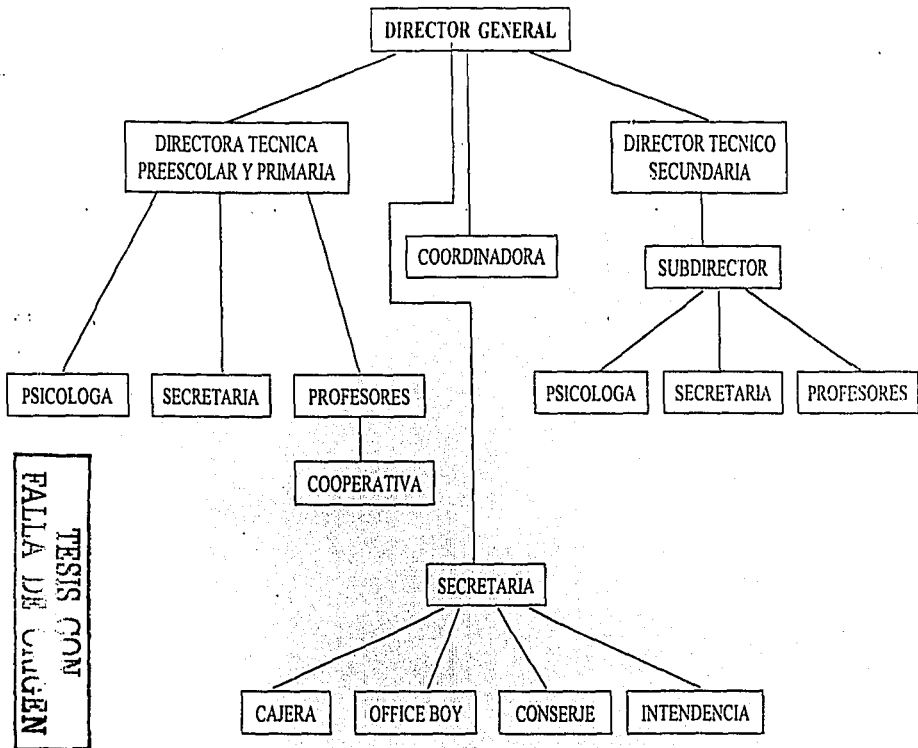 DIRECTOR GENERAL
DIRECTORA TECNICA
PREESCOLAR Y PRIMARIA
DIRECTOR TECNICO
SECUNDARIA
COORDINADORA
SUBDIRECTOR
PSICOLOGA
SECRETARIA
PROFESORES
PSICOLOGA
SECRETARIA
PROFESORES
COOPERATIVA
TESIS CON
FALLA DE ORIGEN
SECRETARIA
CAJERA
OFFICE BOY
CONSERJE
INTENDENCIA